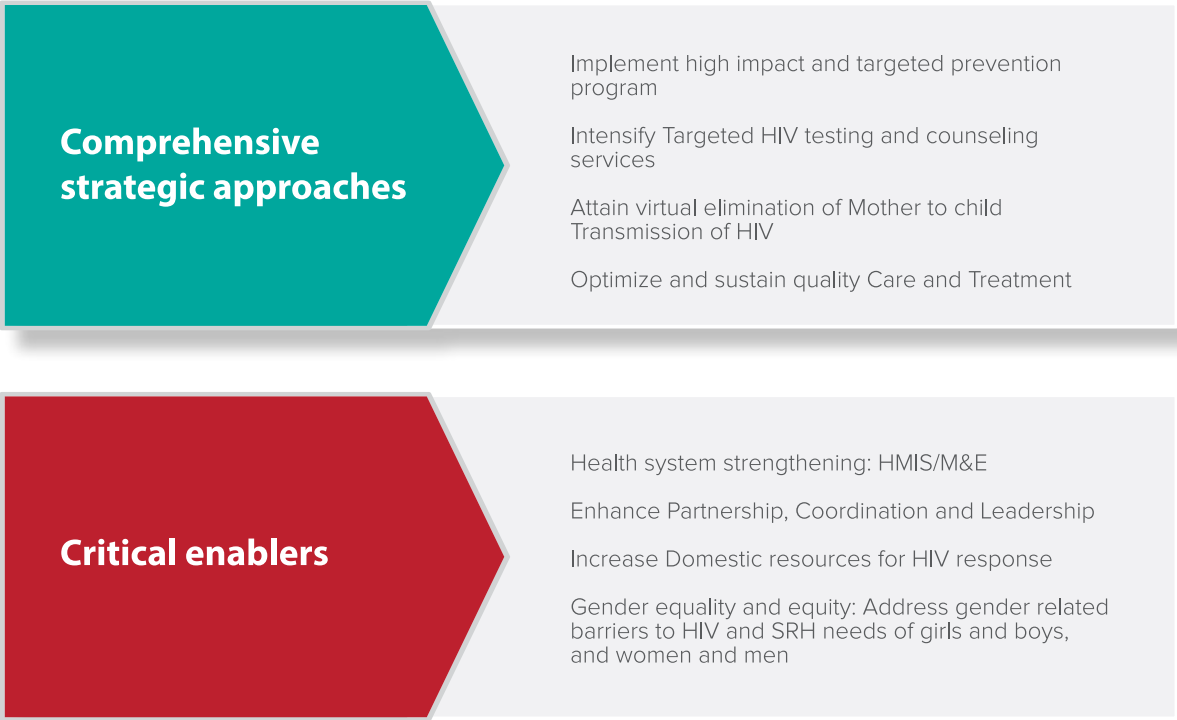 Comprehensive
strategic approaches
Implement high impact and targeted prevention
program
Intensify Targeted HIV testing and counseling
services
Attain virtual elimination of Mother to child
Transmission of HIV
Optimize and sustain quality Care and Treatment
Critical enablers
Health system strengthening: HMIS/M&E
Enhance Partnership, Coordination and Leadership
Increase Domestic resources for HIV response
Gender equality and equity: Address gender related
barriers to HIV and SRH needs of girls and boys,
and women and men